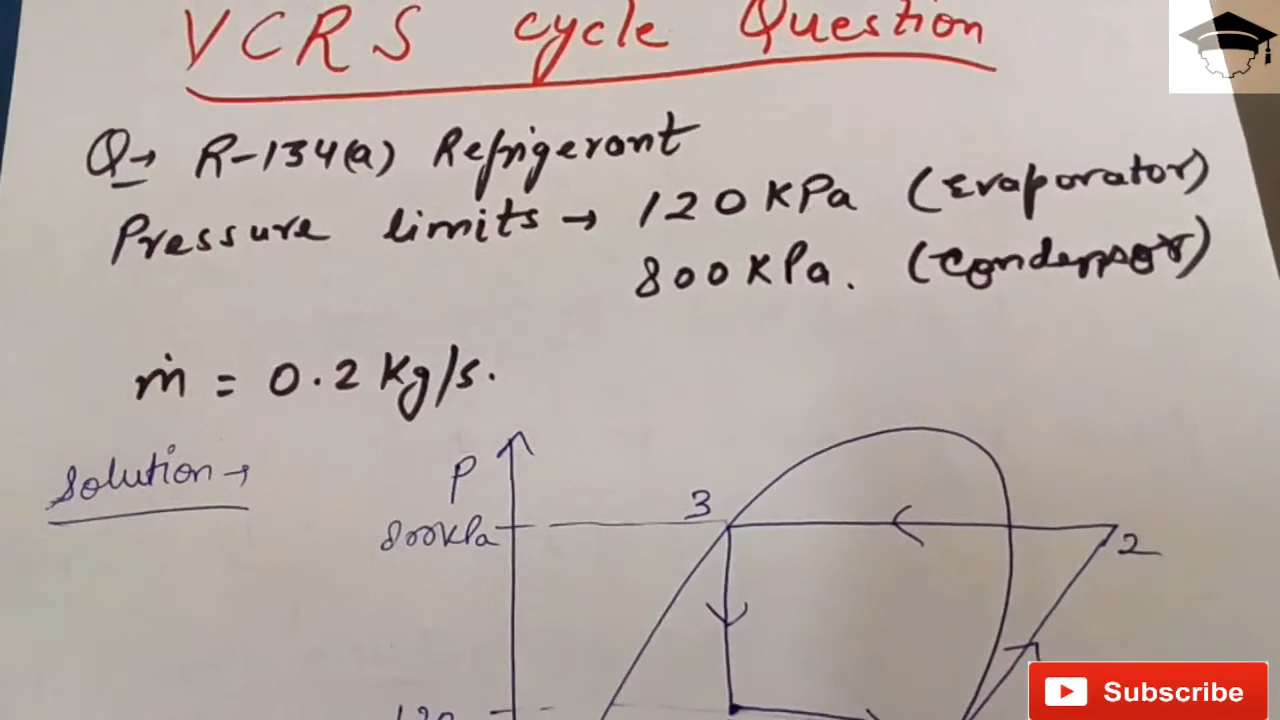 VCRS cycle Question
Q→ R-134(a) Refrigerant
Pressure limits → 120 KPa (Evaporator)
800 KPa. (Condensor)
ṁ = 0.2 Kg/s.
Solution →
P
3
800KPa
2
120
Subscribe